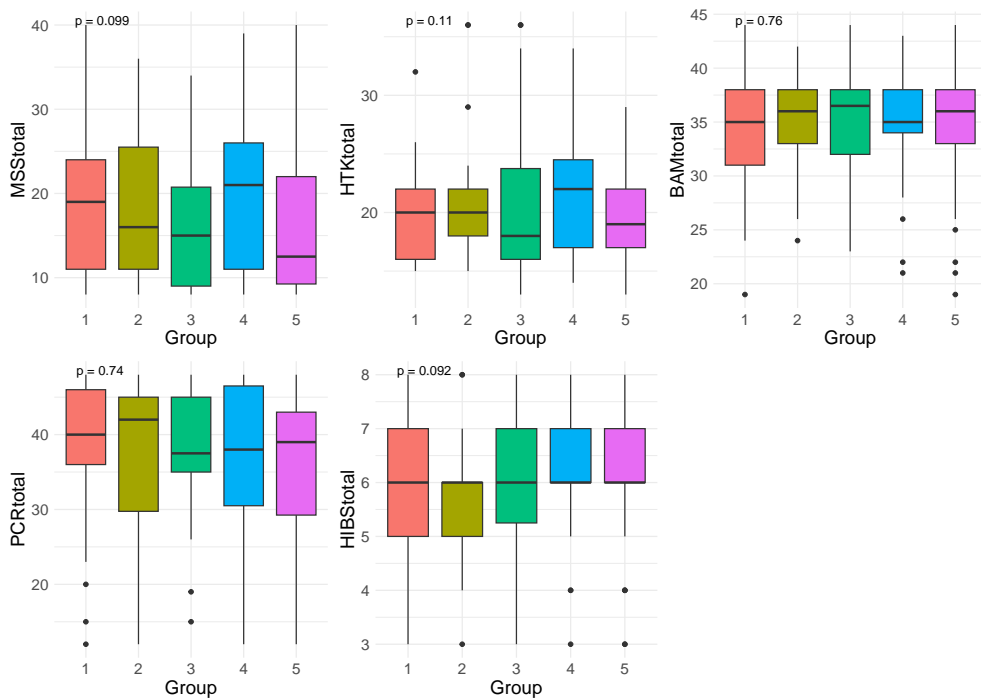 MSStotal
40
30
20
10
p = 0.099
1 2 3 4 5
Group
HTKtotal
30
20
p = 0.11
1 2 3 4 5
Group
BAMtotal
45
40
35
30
25
20
p = 0.76
1 2 3 4 5
Group
PCRtotal
40
30
20
p = 0.74
1 2 3 4 5
Group
HIBStotal
8
7
6
5
4
3
p = 0.092
1 2 3 4 5
Group